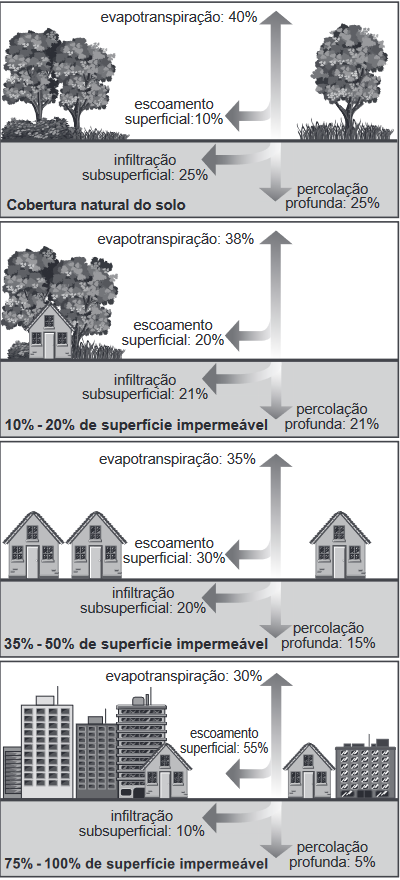 evapotranspiração: 40%
escoamento
superficial:10%
infiltração
subsuperficial: 25%
percolação
profunda: 25%
Cobertura natural do solo
evapotranspiração: 38%
escoamento
superficial: 20%
infiltração
subsuperficial: 21%
percolação
profunda: 21%
10% - 20% de superfície impermeável
evapotranspiração: 35%
escoamento
superficial: 30%
infiltração
subsuperficial: 20%
percolação
profunda: 15%
35% - 50% de superfície impermeável
evapotranspiração: 30%
escoamento
superficial: 55%
infiltração
subsuperficial: 10%
percolação
profunda: 5%
75% - 100% de superfície impermeável